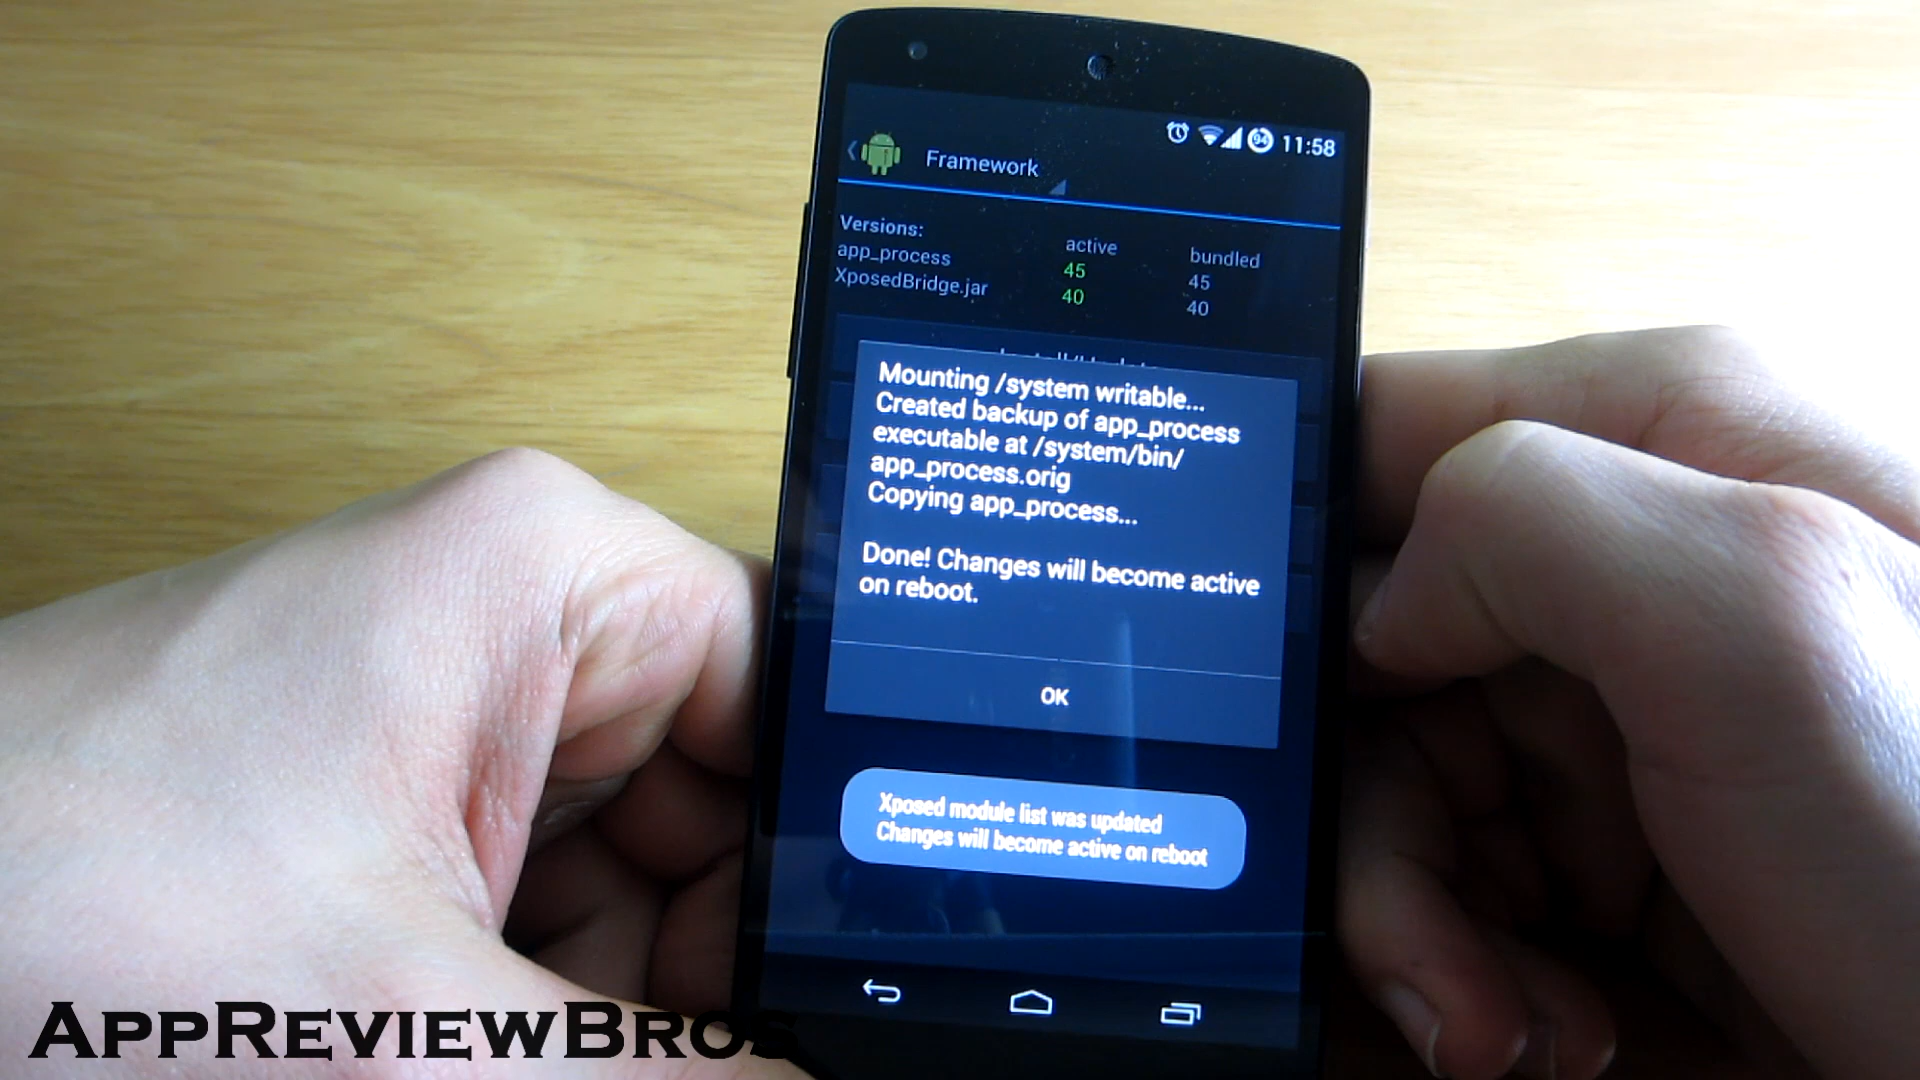 94 11:58
Framework
Versions: active bundled
app_process 45 45
XposedBridge.jar 40 40
Mounting /system writable...
Created backup of app_process
executable at /system/bin/
app_process.orig
Copying app_process...
Done! Changes will become active
on reboot.
OK
Xposed module list was updated
Changes will become active on reboot
AppReviewBros